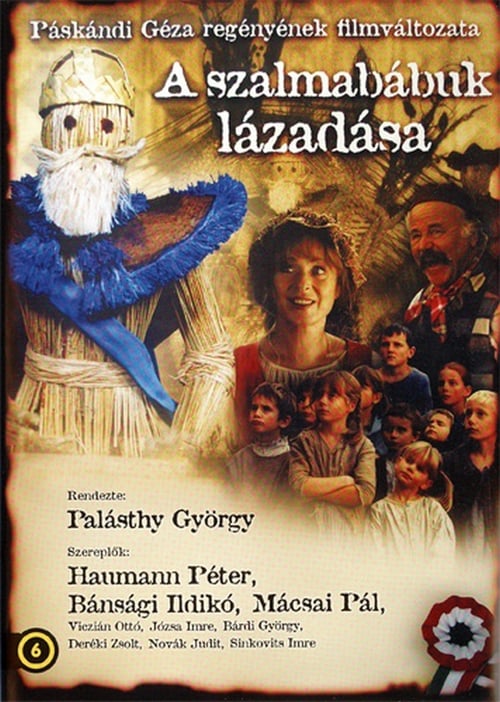 Páskándi Géza regényének filmváltozata
A szalmabábuk
lázadása
Rendezte:
Palásthy György
Szereplők:
Haumann Péter,
Bánsági Ildikó, Mácsai Pál,
Viczián Ottó, Józsa Imre, Bárdi György,
Deréki Zsolt, Novák Judit, Sinkovits Imre
6